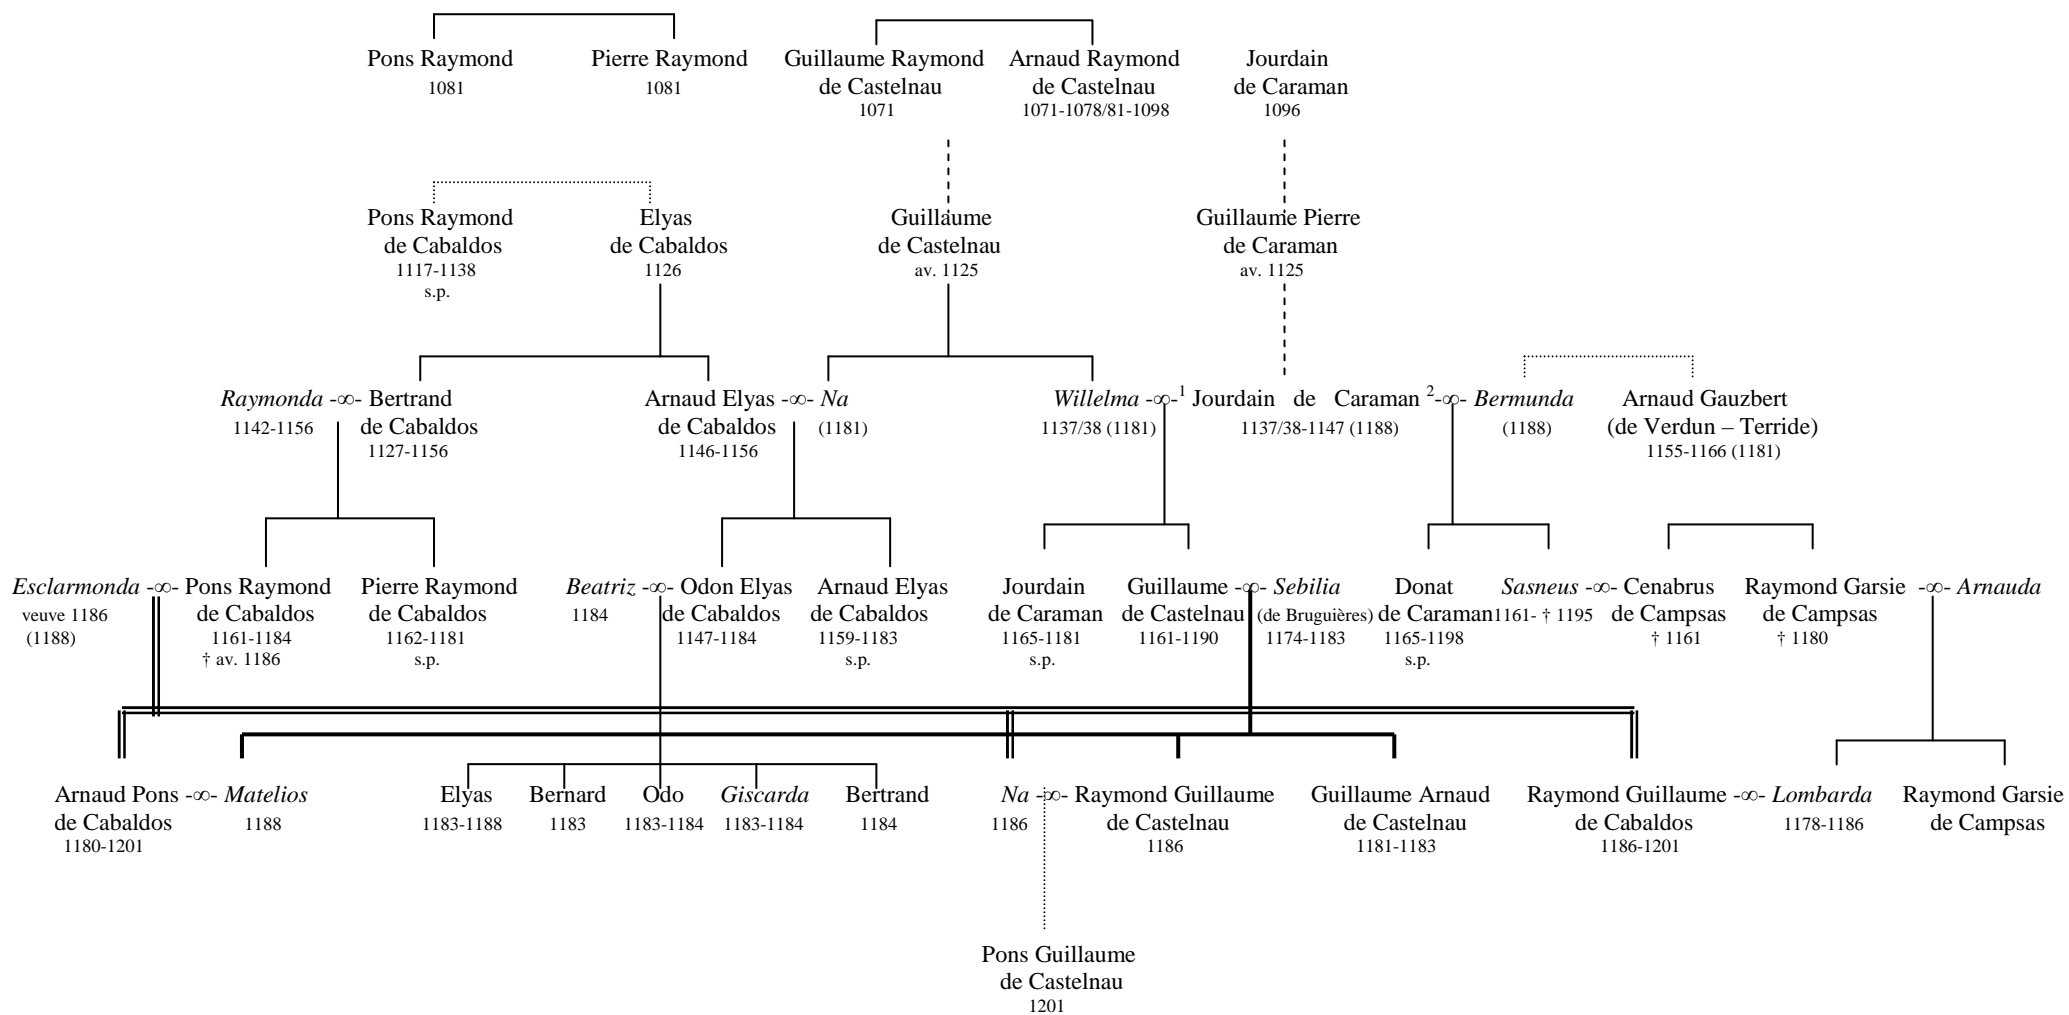 Pons Raymond
1081
Pierre Raymond
1081
Guillaume Raymond
de Castelnau
1071
Arnaud Raymond
de Castelnau
1071-1078/81-1098
Jourdain
de Caraman
1096
Pons Raymond
de Cabaldos
1117-1138
s.p.
Elyas
de Cabaldos
1126
Guillaume
de Castelnau
av. 1125
Guillaume Pierre
de Caraman
av. 1125
Raymonda -∞- Bertrand
1142-1156
de Cabaldos
1127-1156
Arnaud Elyas -∞- Na
de Cabaldos
(1181)
1146-1156
Willelma -∞-¹ Jourdain de Caraman ²-∞- Bermunda
1137/38 (1181)
1137/38-1147 (1188)
(1188)
Arnaud Gauzbert
(de Verdun – Terride)
1155-1166 (1181)
Esclarmonda -∞- Pons Raymond
veuve 1186
(1188)
de Cabaldos
1161-1184
† av. 1186
Pierre Raymond
de Cabaldos
1162-1181
s.p.
Beatriz -∞- Odon Elyas
1184
de Cabaldos
1147-1184
Arnaud Elyas
de Cabaldos
1159-1183
s.p.
Jourdain
de Caraman
1165-1181
s.p.
Guillaume -∞- Sebilia
de Castelnau
1161-1190
(de Bruguières)
1174-1183
Donat
de Caraman
1165-1198
s.p.
Sasneus -∞- Cenabrus
1161- † 1195
de Campsas
† 1161
Raymond Garsie -∞- Arnauda
de Campsas
† 1180
Arnaud Pons -∞- Matelios
de Cabaldos
1188
1180-1201
Elyas
1183-1188
Bernard
1183
Odo
1183-1184
Giscarda
1183-1184
Bertrand
1184
Na -∞- Raymond Guillaume
1186
de Castelnau
1186
Guillaume Arnaud
de Castelnau
1181-1183
Raymond Guillaume -∞- Lombarda
de Cabaldos
1178-1186
1186-1201
Raymond Garsie
de Campsas
Pons Guillaume
de Castelnau
1201